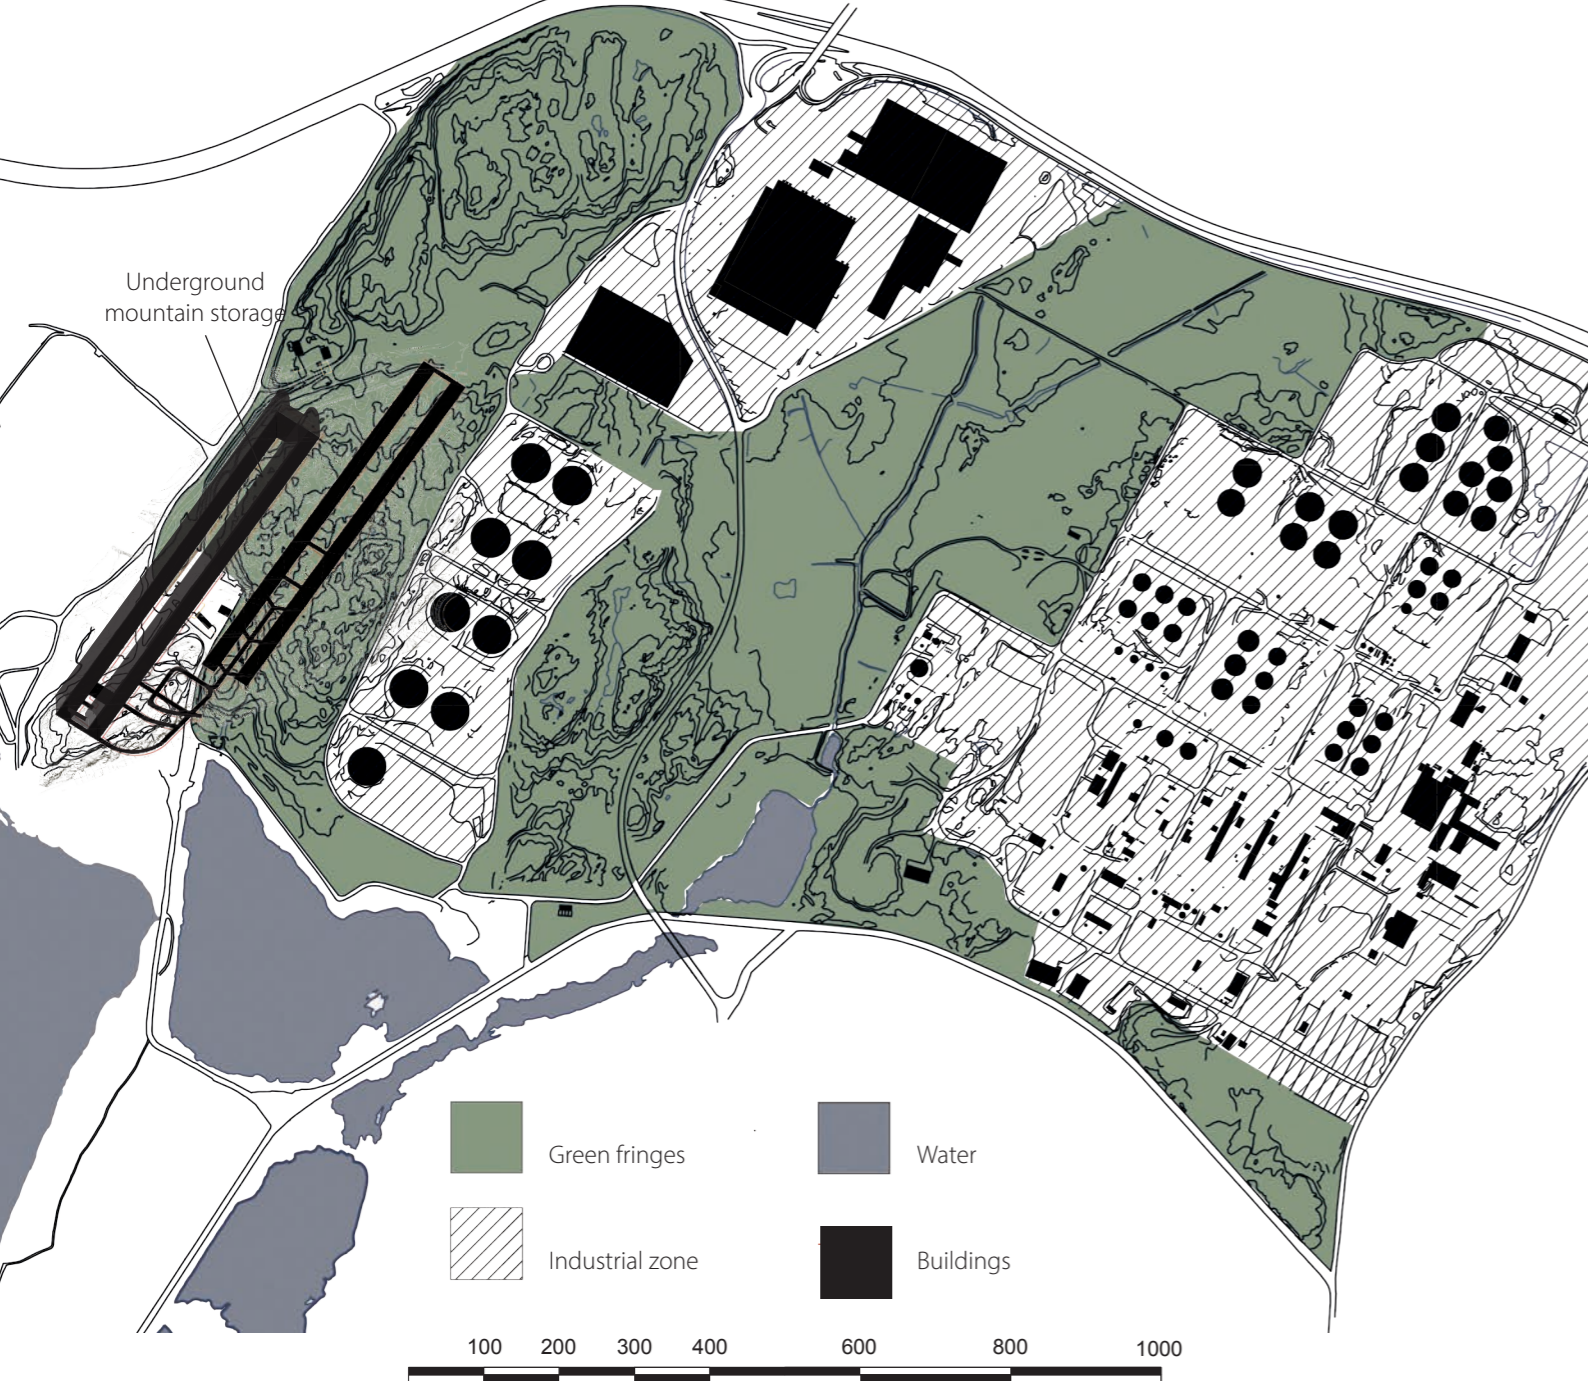 Underground
mountain storage
Green fringes
Water
Industrial zone
Buildings
100 200 300 400 600 800 1000